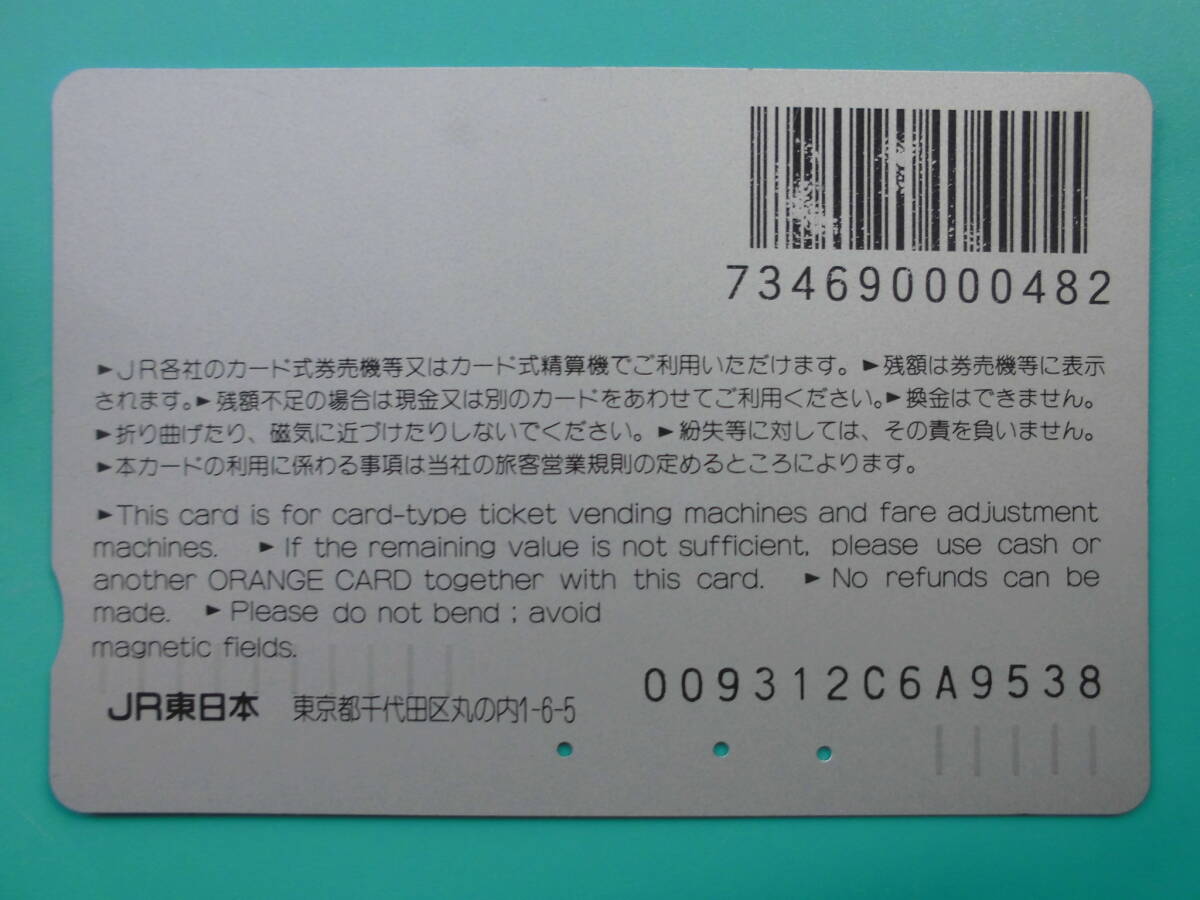 734690000482
►JR各社のカード式券売機等又はカード式精算機でご利用いただけます。►残額は券売機等に表示
されます。►残額不足の場合は現金又は別のカードをあわせてご利用ください。►換金はできません。
►折り曲げたり、磁気に近づけたりしないでください。►紛失等に対しては、その責を負いません。
►本カードの利用に係わる事項は当社の旅客営業規則の定めるところによります。
►This card is for card-type ticket vending machines and fare adjustment
machines. ►If the remaining value is not sufficient, please use cash or
another ORANGE CARD together with this card. ►No refunds can be
made. ►Please do not bend ; avoid
magnetic fields.
009312C6A9538
JR東日本 東京都千代田区丸の内1-6-5